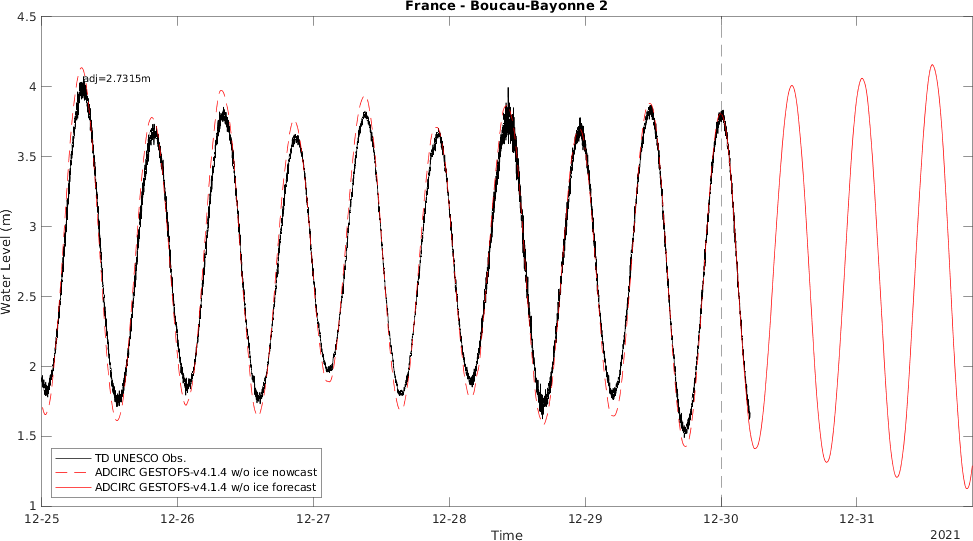 France - Boucau-Bayonne 2
adj=2.7315m
4.5
4
3.5
3
2.5
2
1.5
1
Water Level (m)
TD UNESCO Obs.
ADCIRC GESTOFS-v4.1.4 w/o ice nowcast
ADCIRC GESTOFS-v4.1.4 w/o ice forecast
12-25 12-26 12-27 12-28 12-29 12-30 12-31
Time
2021